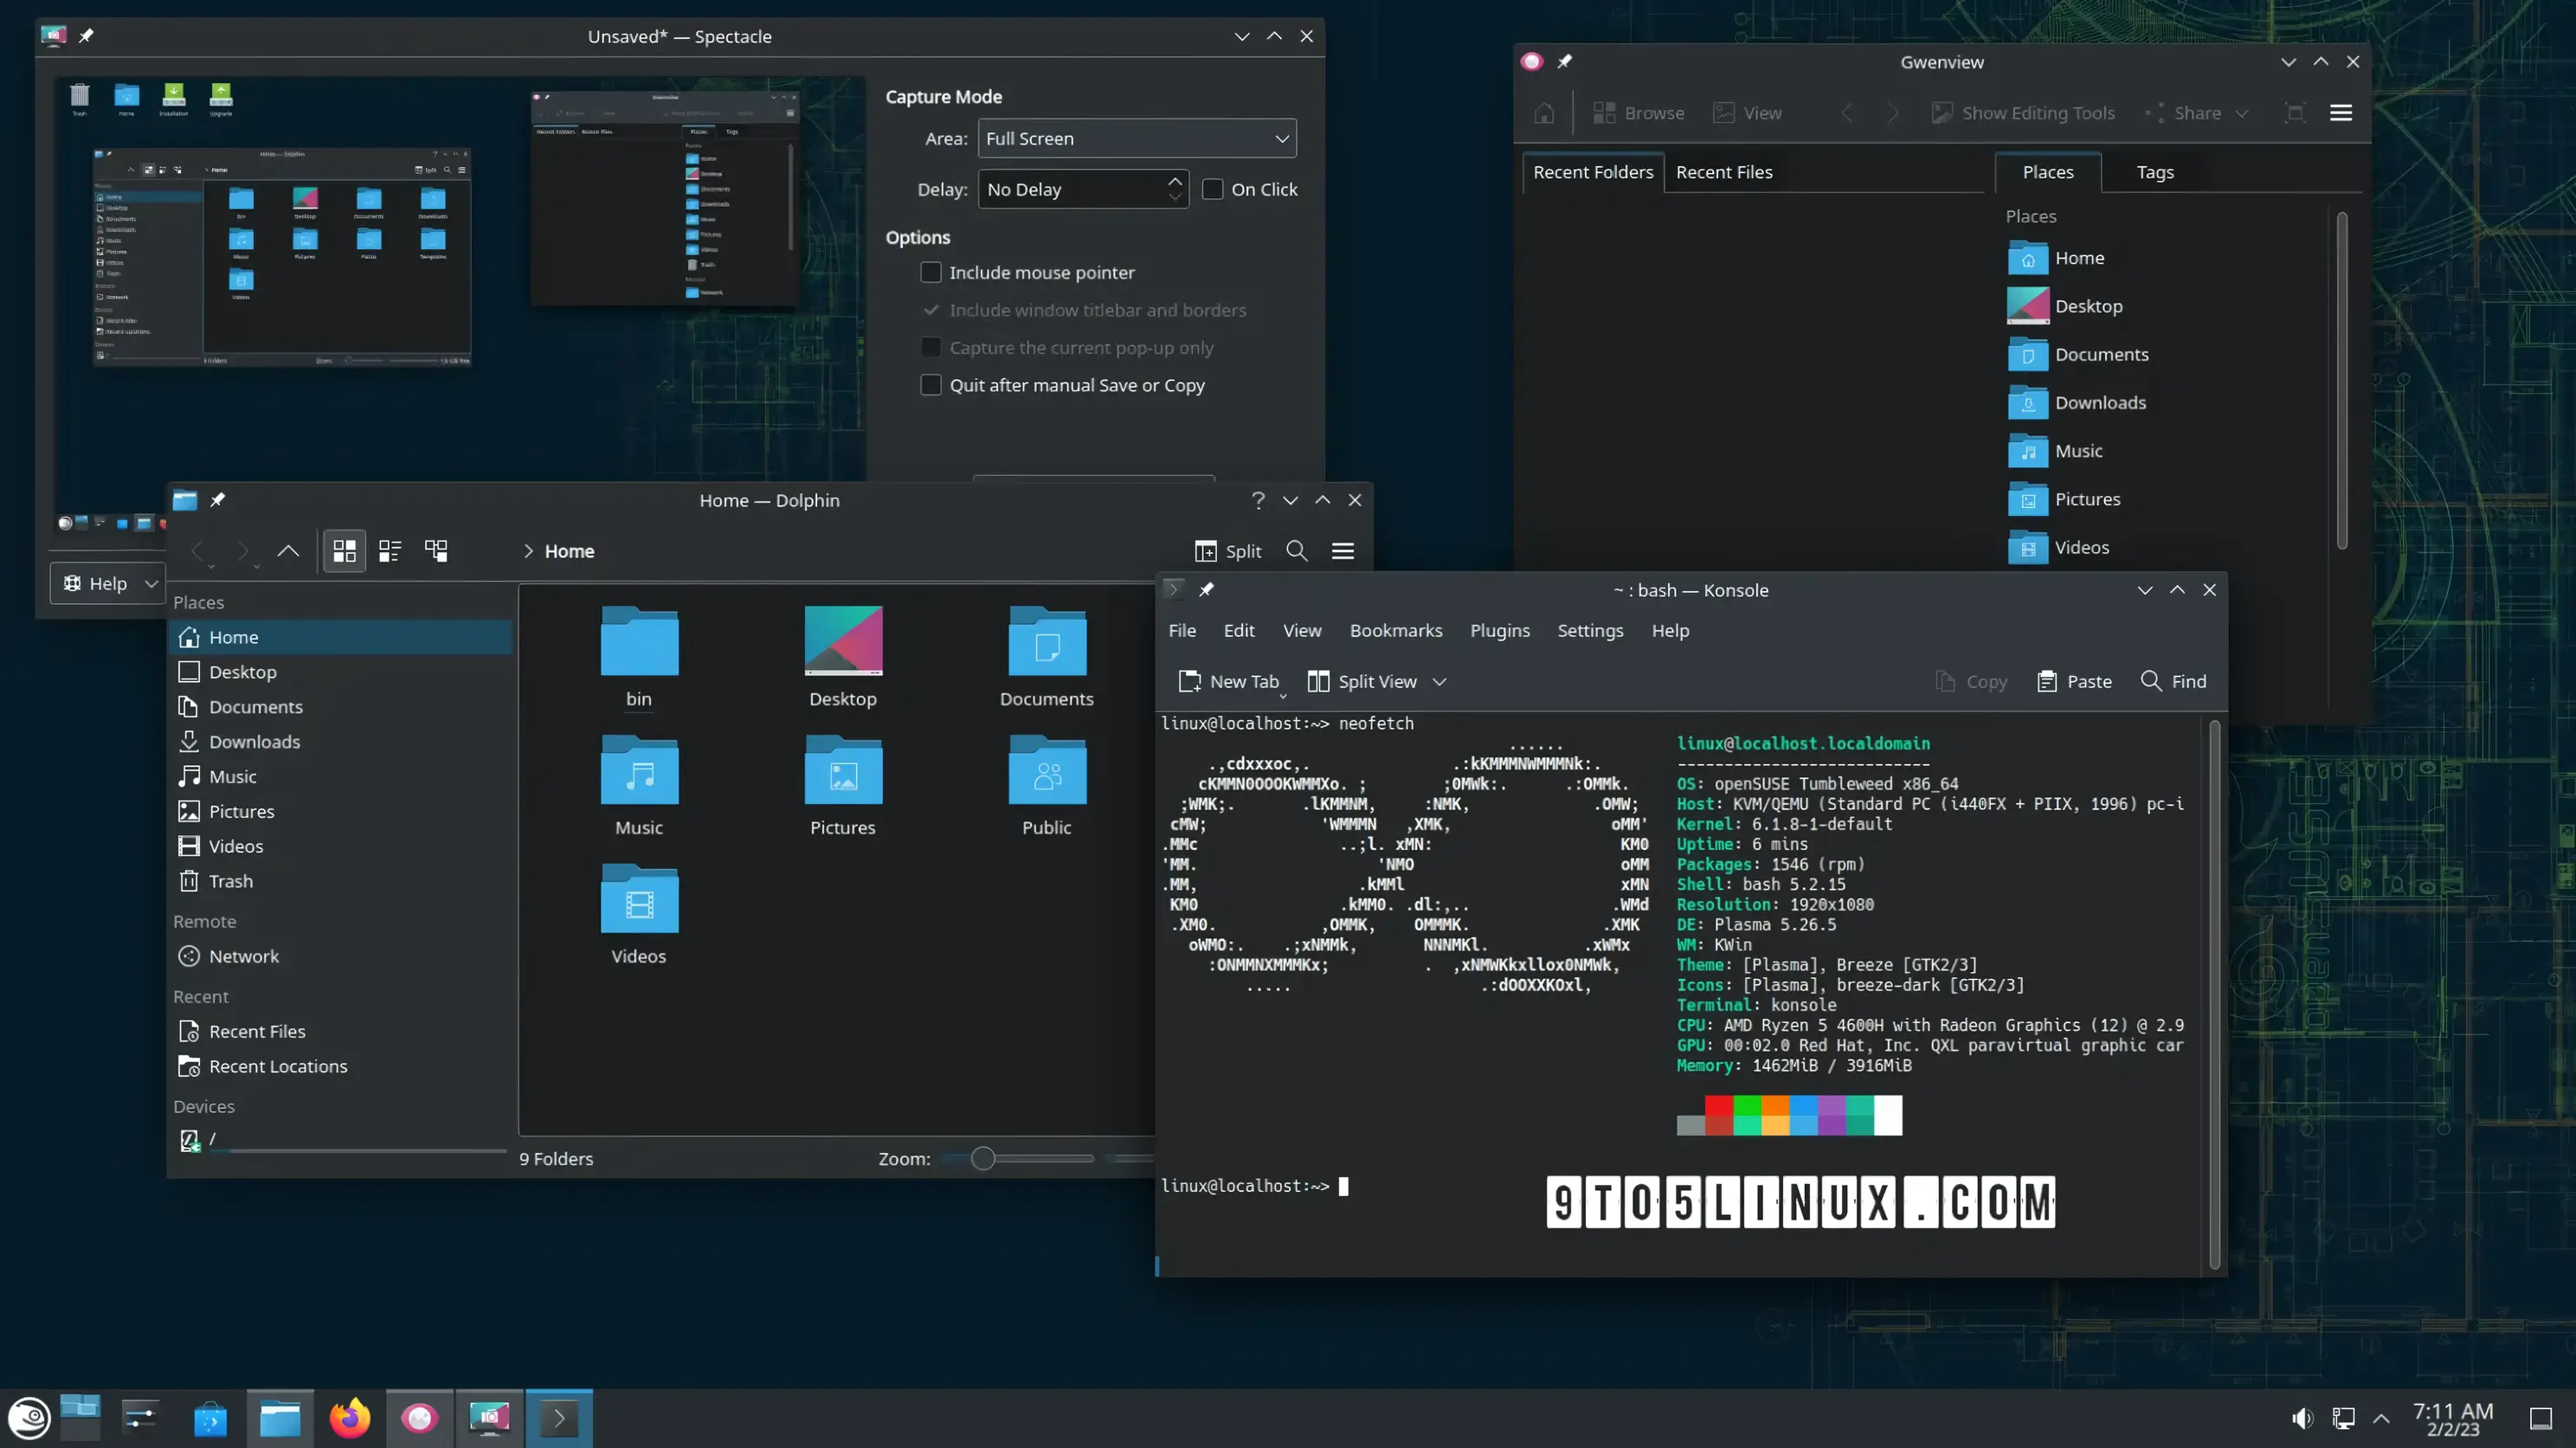 Unsaved* — Spectacle
Capture Mode
Area: Full Screen
Delay: No Delay On Click
Options
Include mouse pointer
Include window titlebar and borders
Capture the current pop-up only
Quit after manual Save or Copy
Help
Gwenview
Browse View Show Editing Tools Share
Recent Folders Recent Files Places Tags
Places
Home
Desktop
Documents
Downloads
Music
Pictures
Videos
Home — Dolphin
Home Split
Places
Home
Desktop
Documents
Downloads
Music
Pictures
Videos
Trash
Remote
Network
Recent
Recent Files
Recent Locations
Devices
/
bin Desktop Documents
Music Pictures Public
Videos
9 Folders Zoom:
~ : bash — Konsole
File Edit View Bookmarks Plugins Settings Help
New Tab Split View Copy Paste Find
linux@localhost:~> neofetch
linux@localhost.localdomain
---------------------------
OS: openSUSE Tumbleweed x86_64
Host: KVM/QEMU (Standard PC (i440FX + PIIX, 1996) pc-i
Kernel: 6.1.8-1-default
Uptime: 6 mins
Packages: 1546 (rpm)
Shell: bash 5.2.15
Resolution: 1920x1080
DE: Plasma 5.26.5
WM: KWin
Theme: [Plasma], Breeze [GTK2/3]
Icons: [Plasma], breeze-dark [GTK2/3]
Terminal: konsole
CPU: AMD Ryzen 5 4600H with Radeon Graphics (12) @ 2.9
GPU: 00:02.0 Red Hat, Inc. QXL paravirtual graphic car
Memory: 1462MiB / 3916MiB
linux@localhost:~>
9TO5LINUX.COM
7:11 AM
2/2/23